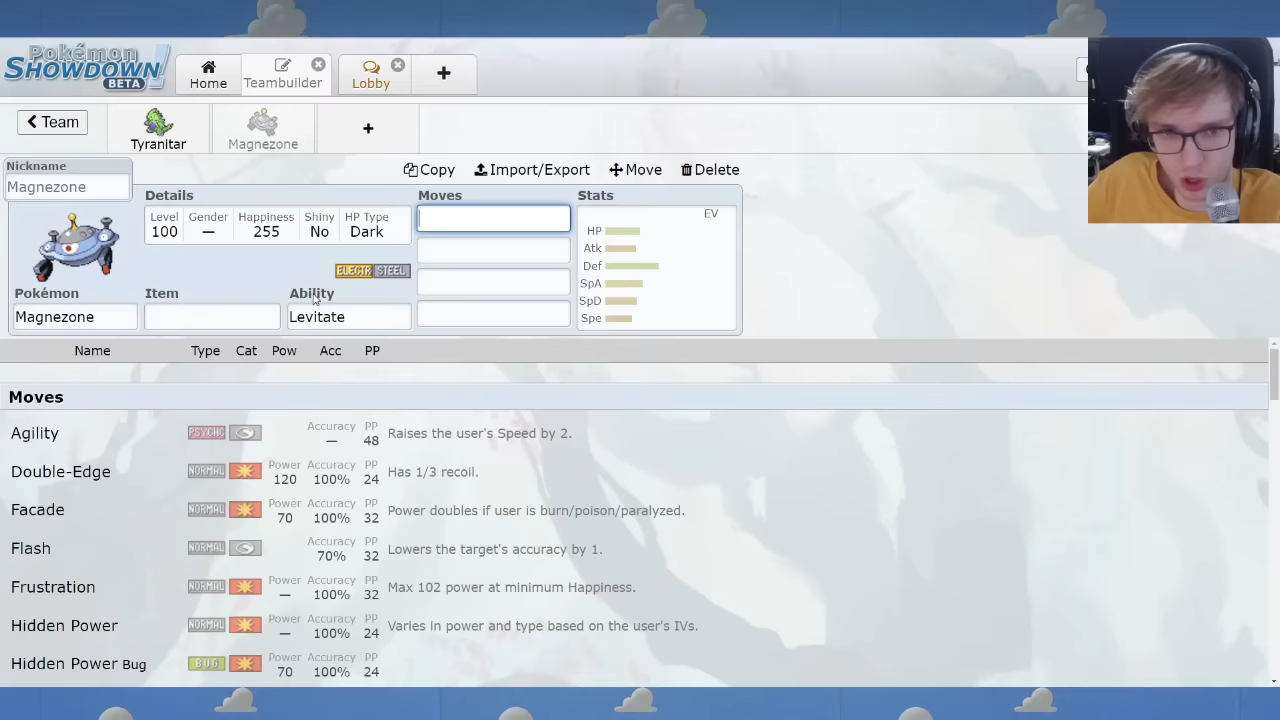 Pokémon
SHOWDOWN!
BETA
Home
Teambuilder
Lobby
+
< Team
Tyranitar
Magnezone
+
Nickname
Magnezone
Copy
Import/Export
Move
Delete
Details
Moves
Stats
Level Gender Happiness Shiny HP Type
100 — 255 No Dark
EV
HP
Atk
Def
SpA
SpD
Spe
ELECTR STEEL
Pokémon Item Ability
Magnezone Levitate
Name Type Cat Pow Acc PP
Moves
Agility PSYCHC Accuracy — PP 48 Raises the user's Speed by 2.
Double-Edge NORMAL Power 120 Accuracy 100% PP 24 Has 1/3 recoil.
Facade NORMAL Power 70 Accuracy 100% PP 32 Power doubles if user is burn/poison/paralyzed.
Flash NORMAL Accuracy 70% PP 32 Lowers the target's accuracy by 1.
Frustration NORMAL Power — Accuracy 100% PP 32 Max 102 power at minimum Happiness.
Hidden Power NORMAL Power — Accuracy 100% PP 24 Varies in power and type based on the user's IVs.
Hidden Power Bug BUG Power 70 Accuracy 100% PP 24